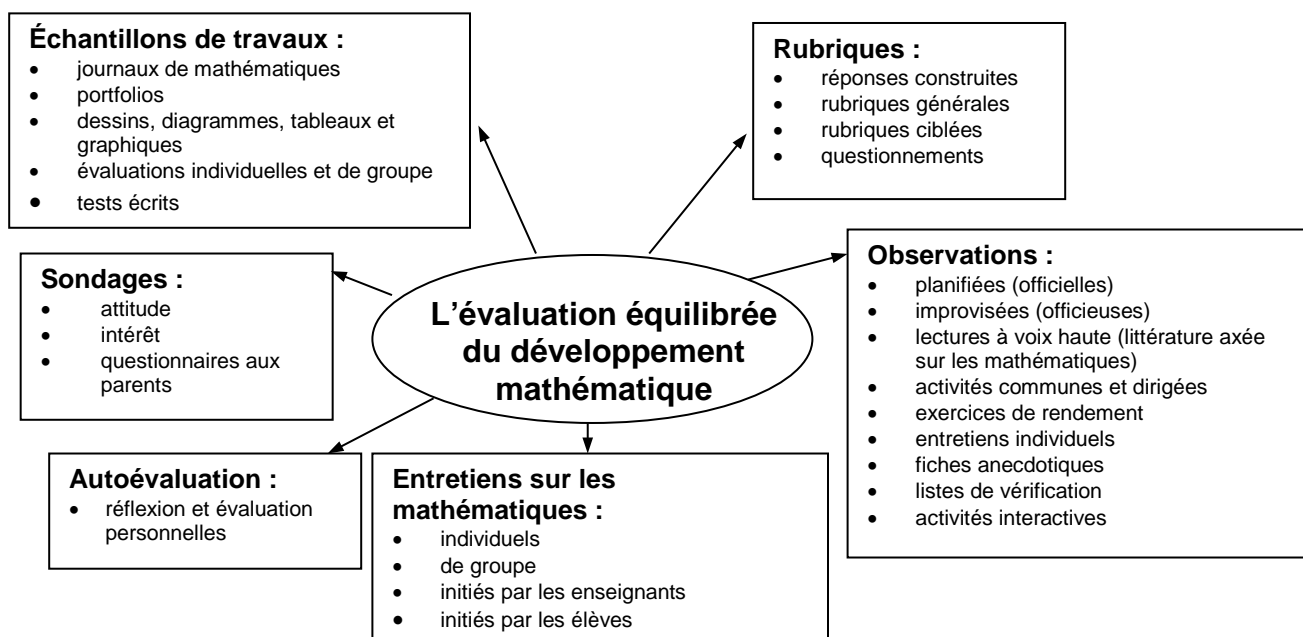 Échantillons de travaux :
• journaux de mathématiques
• portfolios
• dessins, diagrammes, tableaux et
graphiques
• évaluations individuelles et de groupe
• tests écrits
Rubriques :
• réponses construites
• rubriques générales
• rubriques ciblées
• questionnements
Sondages :
• attitude
• intérêt
• questionnaires aux
parents
L'évaluation équilibrée
du développement
mathématique
Observations :
• planifiées (officielles)
• improvisées (officieuses)
• lectures à voix haute (littérature axée
sur les mathématiques)
• activités communes et dirigées
• exercices de rendement
• entretiens individuels
• fiches anecdotiques
• listes de vérification
• activités interactives
Autoévaluation :
• réflexion et évaluation
personnelles
Entretiens sur les
mathématiques :
• individuels
• de groupe
• initiés par les enseignants
• initiés par les élèves